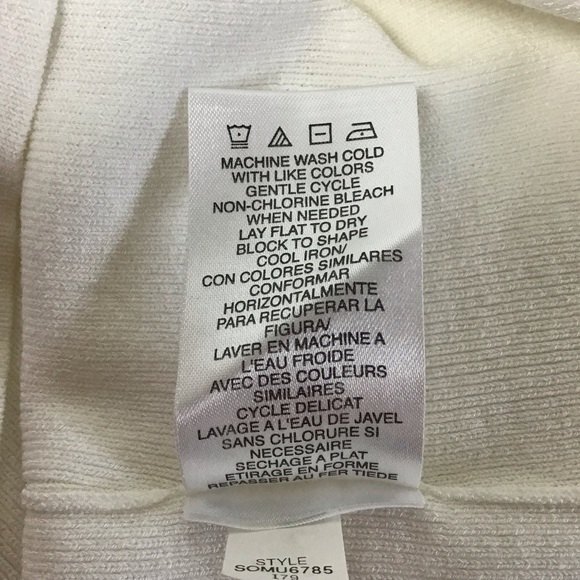 MACHINE WASH COLD
WITH LIKE COLORS
GENTLE CYCLE
NON-CHLORINE BLEACH
WHEN NEEDED
LAY FLAT TO DRY
BLOCK TO SHAPE
COOL IRON/
CON COLORES SIMILARES
CONFORMAR
HORIZONTALMENTE
PARA RECUPERAR LA
FIGURA/
LAVER EN MACHINE A
L'EAU FROIDE
AVEC DES COULEURS
SIMILAIRES
CYCLE DELICAT
LAVAGE A L'EAU DE JAVEL
SANS CHLORURE SI
NECESSAIRE
SECHAGE A PLAT
ETIRAGE EN FORME
REPASSER AU FER TIEDE
STYLE
SOMU6785
179